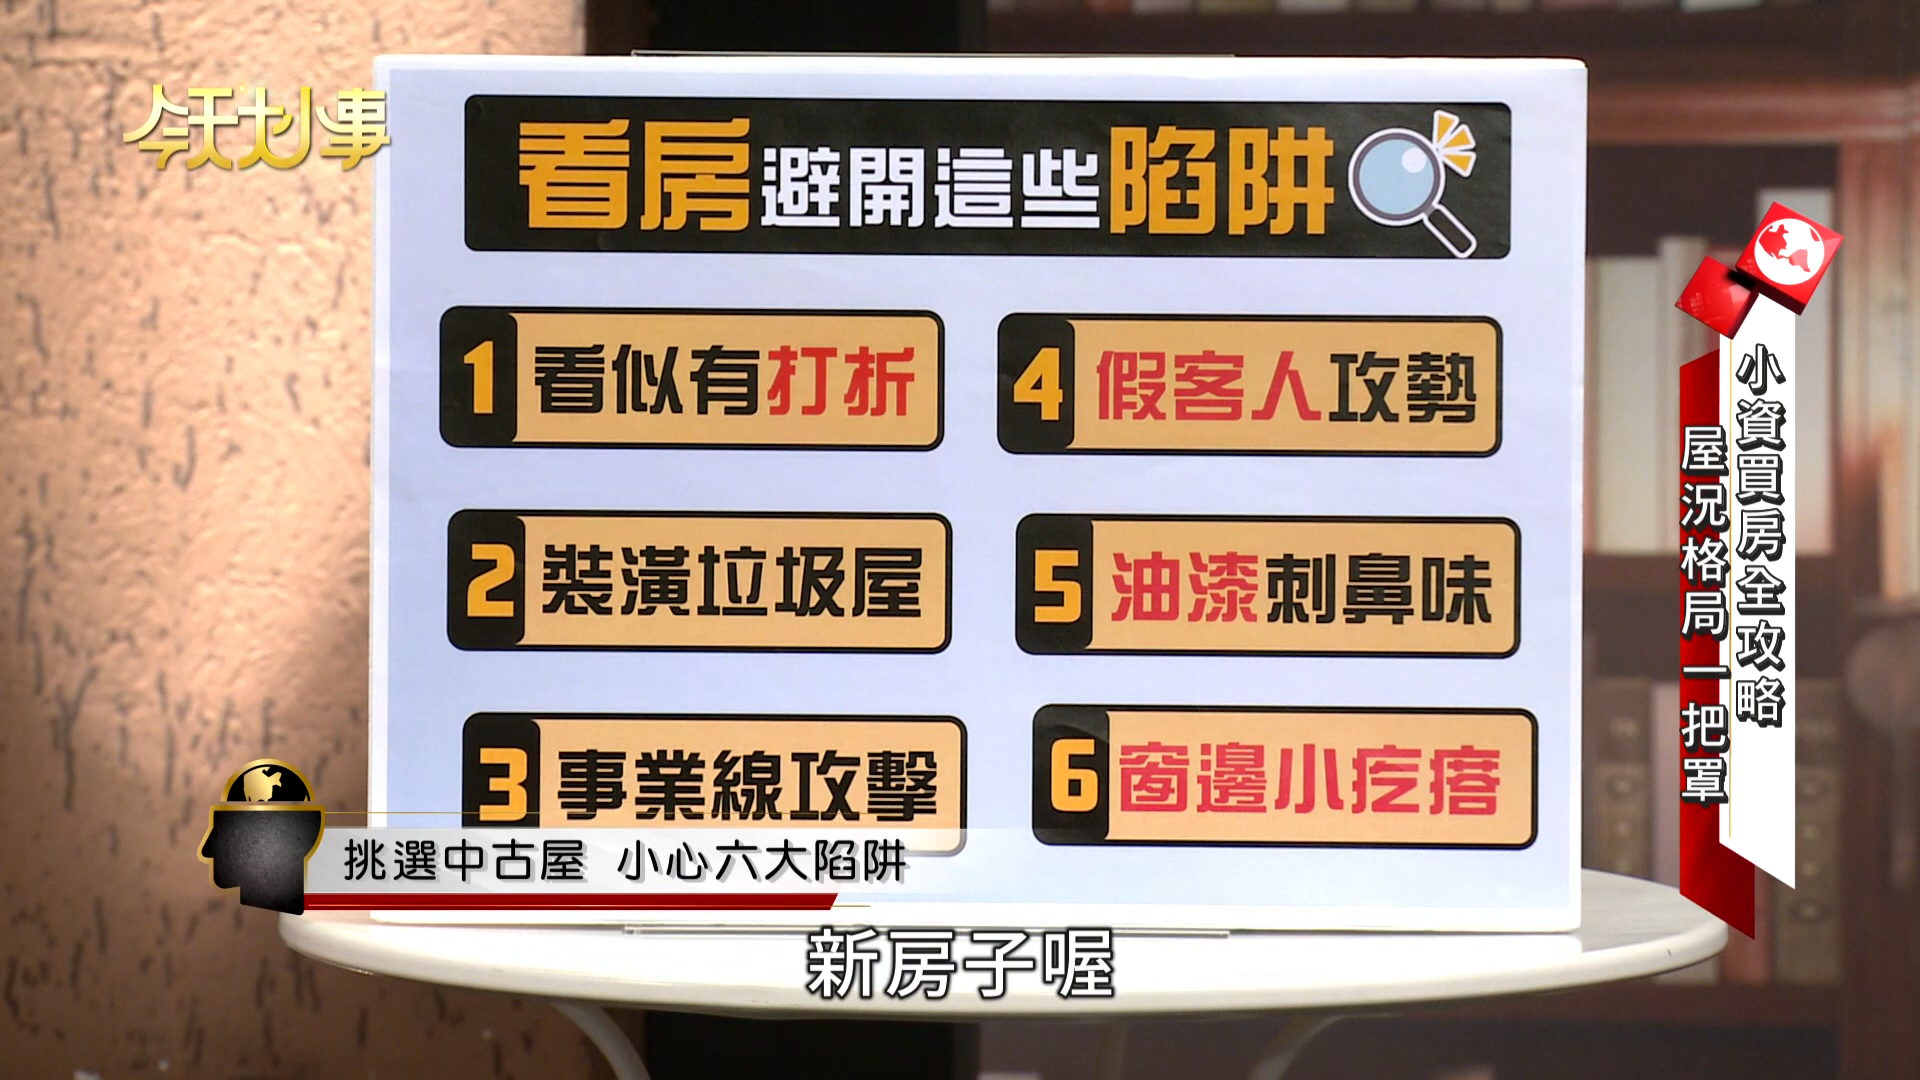 今天大小事
看房避開這些陷阱
1 看似有打折
2 裝潢垃圾屋
3 事業線攻擊
4 假客人攻勢
5 油漆刺鼻味
6 窗邊小疙瘩
小資買房全攻略
屋況格局一把罩
挑選中古屋 小心六大陷阱
新房子喔